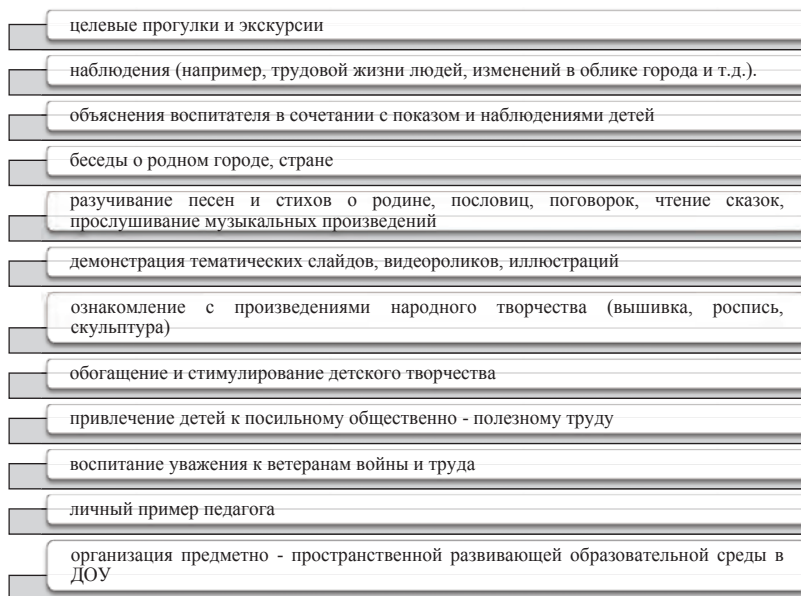 целевые прогулки и экскурсии
наблюдения (например, трудовой жизни людей, изменений в облике города и т.д.).
объяснения воспитателя в сочетании с показом и наблюдениями детей
беседы о родном городе, стране
разучивание песен и стихов о родине, пословиц, поговорок, чтение сказок,
прослушивание музыкальных произведений
демонстрация тематических слайдов, видеороликов, иллюстраций
ознакомление с произведениями народного творчества (вышивка, роспись,
скульптура)
обогащение и стимулирование детского творчества
привлечение детей к посильному общественно - полезному труду
воспитание уважения к ветеранам войны и труда
личный пример педагога
организация предметно - пространственной развивающей образовательной среды в
ДОУ